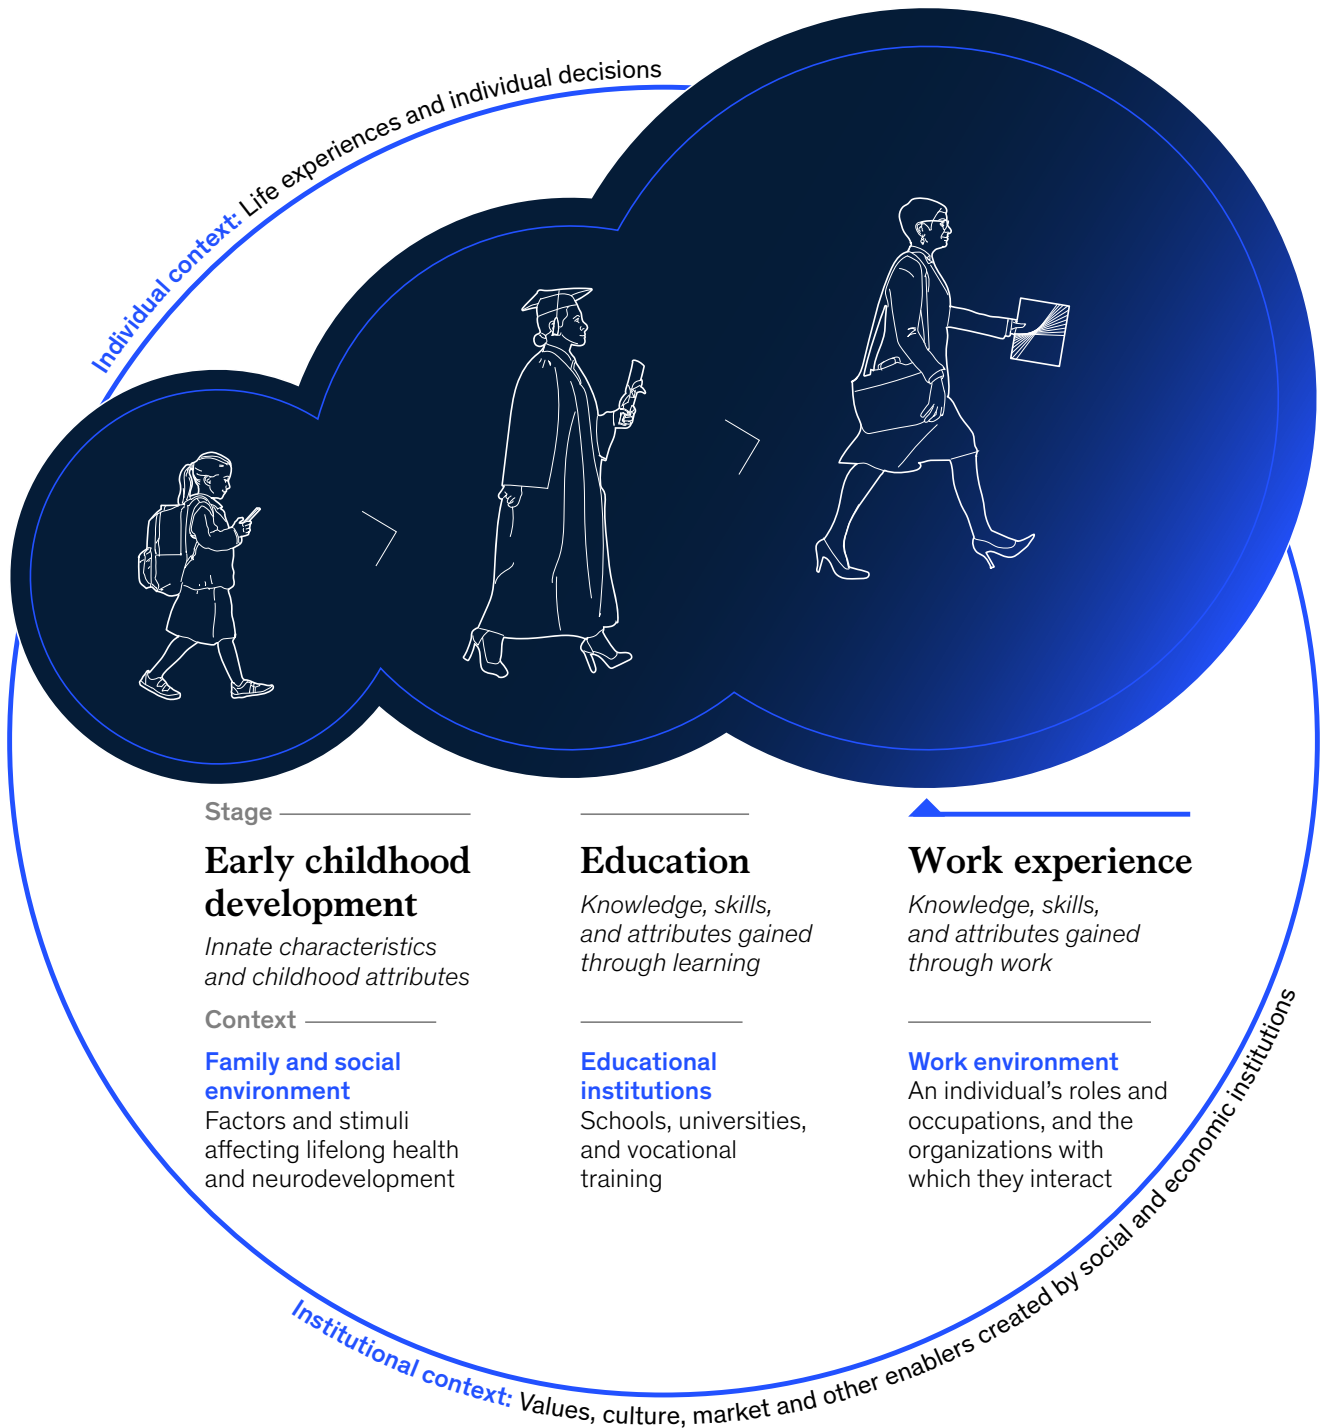 Individual context: Life experiences and individual decisions
Stage
Early childhood
development
Innate characteristics
and childhood attributes
Education
Knowledge, skills,
and attributes gained
through learning
Work experience
Knowledge, skills,
and attributes gained
through work
Context
Family and social
environment
Factors and stimuli
affecting lifelong health
and neurodevelopment
Educational
institutions
Schools, universities,
and vocational
training
Work environment
An individual’s roles and
occupations, and the
organizations with
which they interact
Institutional context: Values, culture, market and other enablers created by social and economic institutions